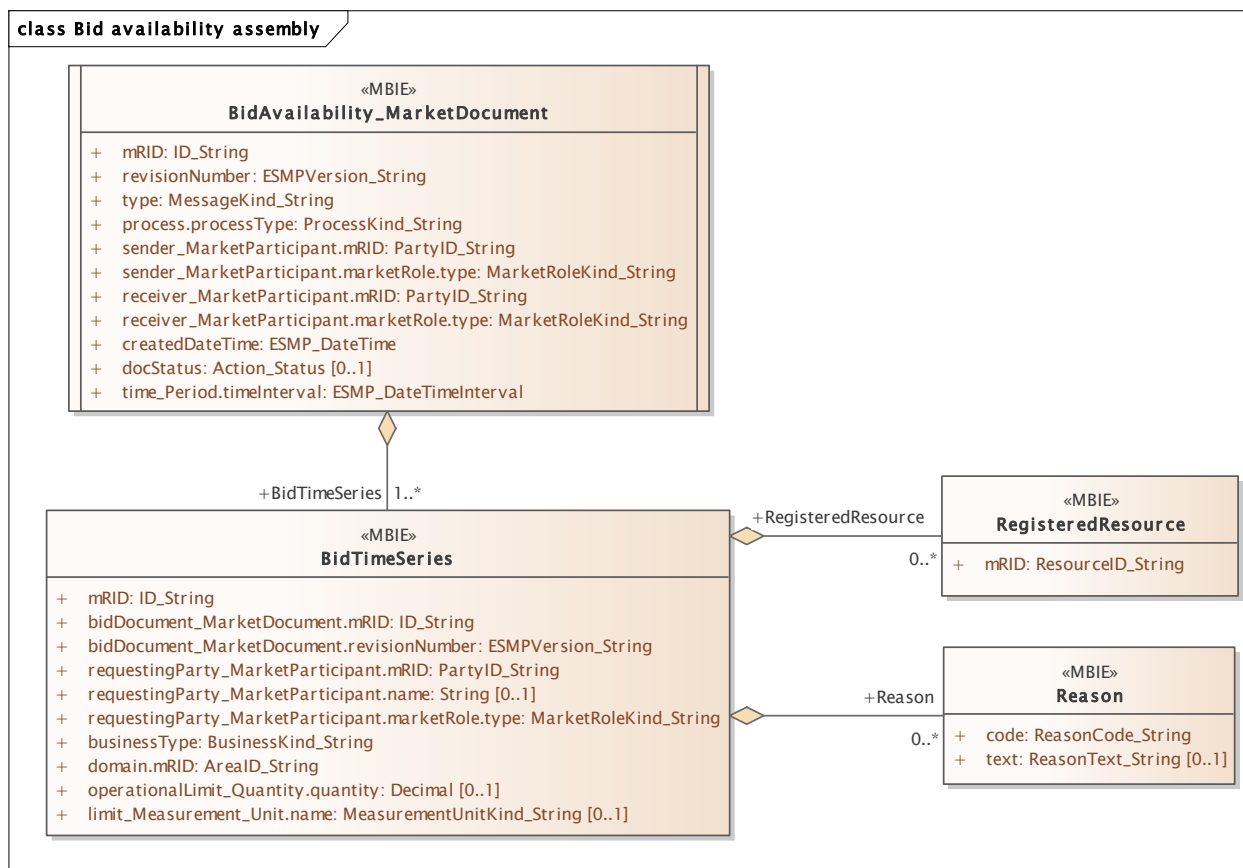 class Bid availability assembly
«MBIE»
BidAvailability_MarketDocument
+ mRID: ID_String
+ revisionNumber: ESMPVersion_String
+ type: MessageKind_String
+ process.processType: ProcessKind_String
+ sender_MarketParticipant.mRID: PartyID_String
+ sender_MarketParticipant.marketRole.type: MarketRoleKind_String
+ receiver_MarketParticipant.mRID: PartyID_String
+ receiver_MarketParticipant.marketRole.type: MarketRoleKind_String
+ createdDateTime: ESMP_DateTime
+ docStatus: Action_Status [0..1]
+ time_Period.timeInterval: ESMP_DateTimeInterval
+BidTimeSeries 1..*
«MBIE»
BidTimeSeries
+ mRID: ID_String
+ bidDocument_MarketDocument.mRID: ID_String
+ bidDocument_MarketDocument.revisionNumber: ESMPVersion_String
+ requestingParty_MarketParticipant.mRID: PartyID_String
+ requestingParty_MarketParticipant.name: String [0..1]
+ requestingParty_MarketParticipant.marketRole.type: MarketRoleKind_String
+ businessType: BusinessKind_String
+ domain.mRID: AreaID_String
+ operationalLimit_Quantity.quantity: Decimal [0..1]
+ limit_Measurement_Unit.name: MeasurementUnitKind_String [0..1]
+RegisteredResource
0..*
«MBIE»
RegisteredResource
+ mRID: ResourceID_String
+Reason
0..*
«MBIE»
Reason
+ code: ReasonCode_String
+ text: ReasonText_String [0..1]